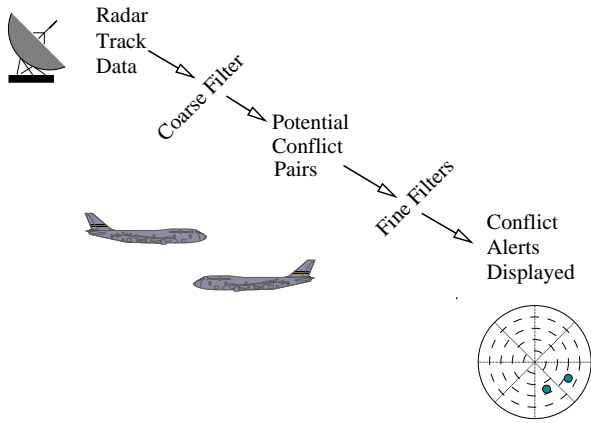 Radar
Track
Data
Coarse Filter
Potential
Conflict
Pairs
Fine Filters
Conflict
Alerts
Displayed